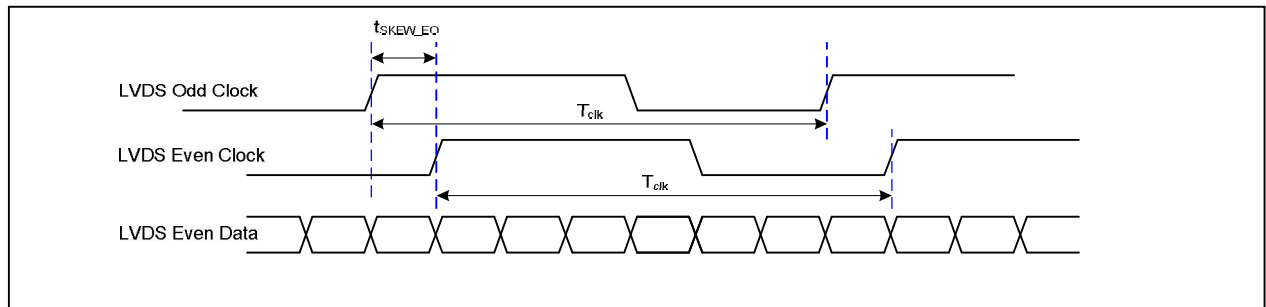 tSKEW_EO
LVDS Odd Clock
Tclk
LVDS Even Clock
Tclk
LVDS Even Data